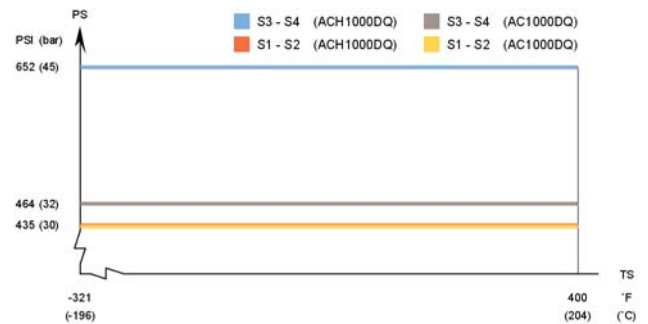 PS
PSI (bar)
S3 - S4 (ACH1000DQ)
S3 - S4 (AC1000DQ)
S1 - S2 (ACH1000DQ)
S1 - S2 (AC1000DQ)
652 (45)
464 (32)
435 (30)
TS
-321
400
°F
(-196)
(204)
(°C)